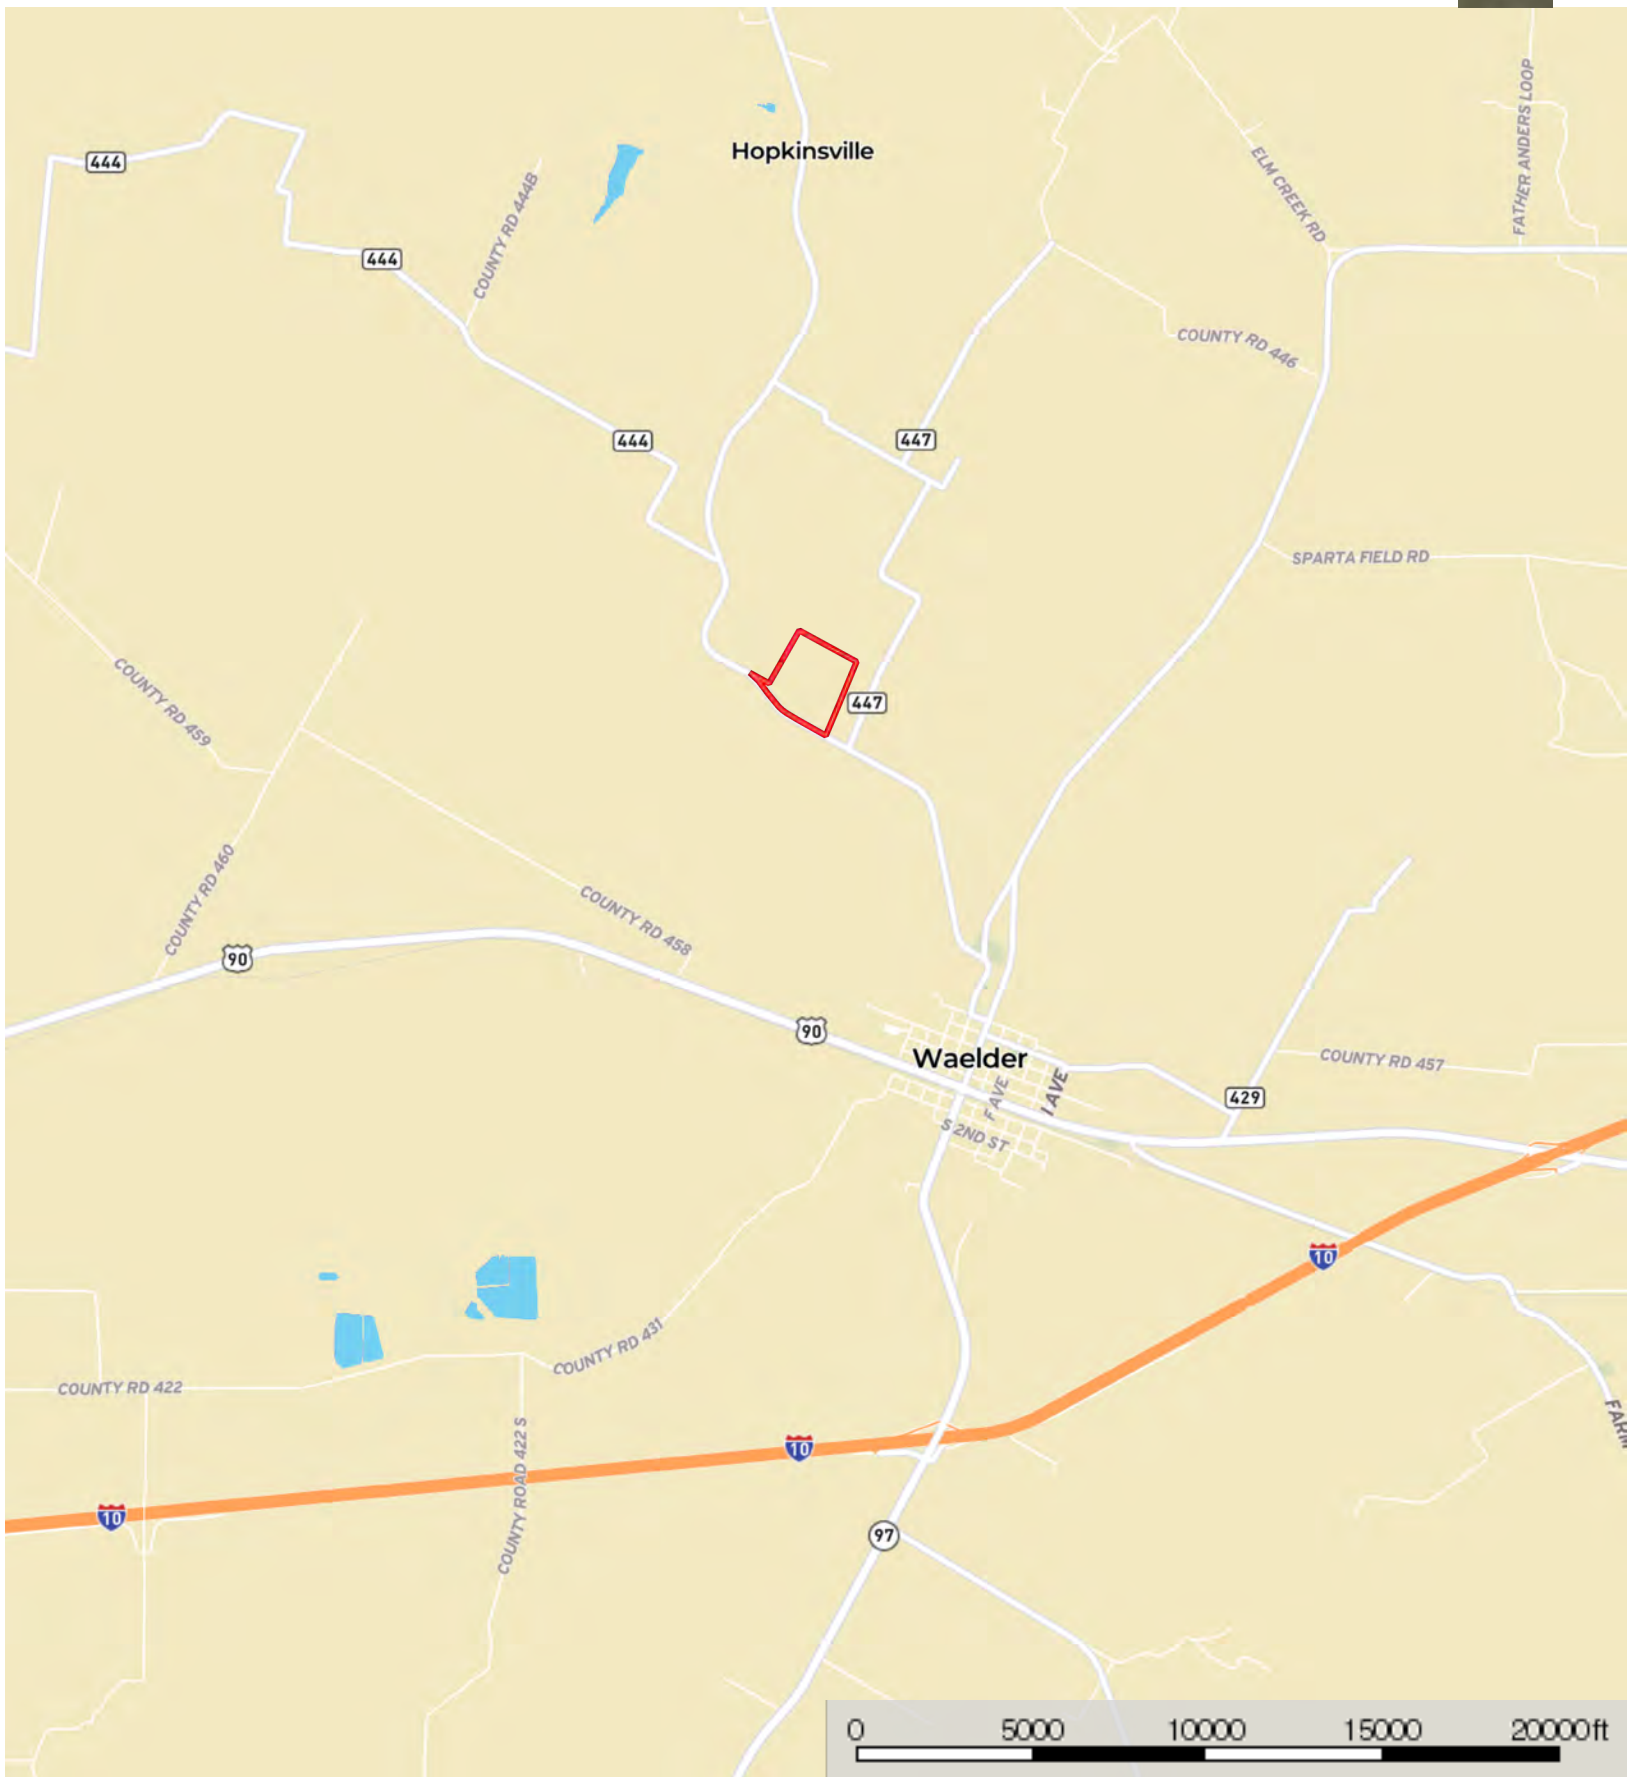 Hopkinsville
444
FATHER ANDERS LOOP
ELM CREEK RD
COUNTY RD 444B
444
COUNTY RD 446
444
447
SPARTA FIELD RD
COUNTY RD 459
447
COUNTY RD 460
COUNTY RD 458
90
90
Waelder
COUNTY RD 457
F AVE
I AVE
429
S 2ND ST
10
COUNTY RD 431
COUNTY RD 422
FARM
COUNTY ROAD 422 S
10
10
97
0 5000 10000 15000 20000ft